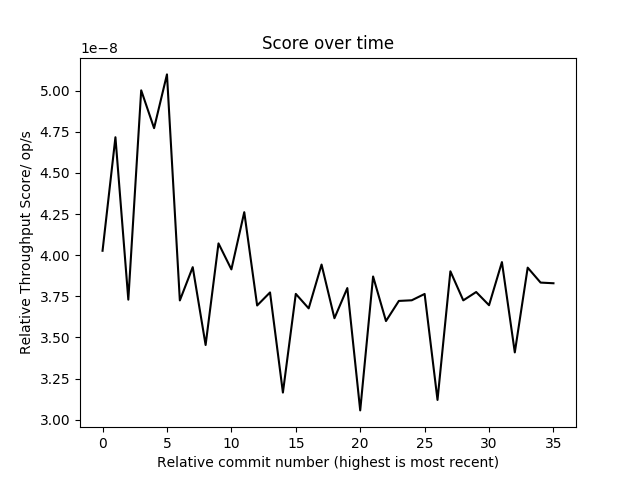 Score over time
1e−8
5.00
4.75
4.50
4.25
4.00
3.75
3.50
3.25
3.00
Relative Throughput Score/ op/s
0 5 10 15 20 25 30 35
Relative commit number (highest is most recent)